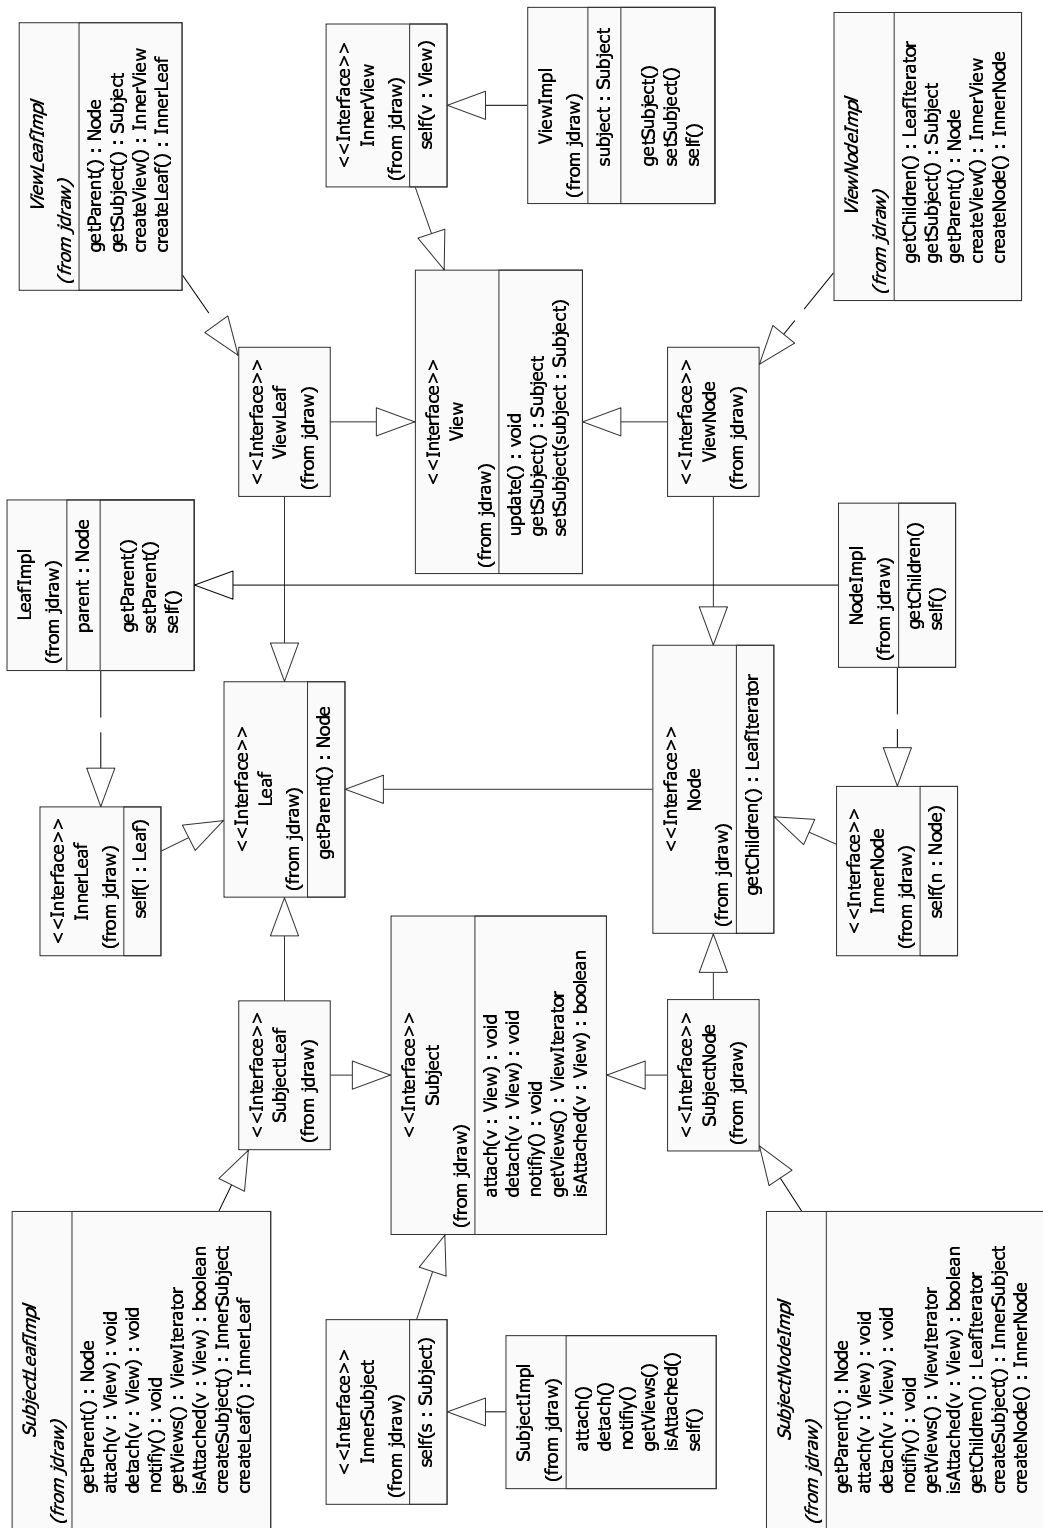 SubjectLeafImpl
(from jdraw)
getParent() : Node
attach(v : View) : void
detach(v : View) : void
notifiy() : void
getViews() : ViewIterator
isAttached(v : View) : boolean
createSubject() : InnerSubject
createLeaf() : InnerLeaf
LeafImpl
(from jdraw)
parent : Node
getParent()
setParent()
self()
ViewLeafImpl
(from jdraw)
getParent() : Node
getSubject() : Subject
createView() : InnerView
createLeaf() : InnerLeaf
<<Interface>>
InnerLeaf
(from jdraw)
self(l : Leaf)
<<Interface>>
SubjectLeaf
(from jdraw)
<<Interface>>
Leaf
(from jdraw)
getParent() : Node
<<Interface>>
ViewLeaf
(from jdraw)
<<Interface>>
InnerSubject
(from jdraw)
self(s : Subject)
<<Interface>>
InnerView
(from jdraw)
self(v : View)
<<Interface>>
Subject
(from jdraw)
attach(v : View) : void
detach(v : View) : void
notifiy() : void
getViews() : ViewIterator
isAttached(v : View) : boolean
<<Interface>>
View
(from jdraw)
update() : void
getSubject() : Subject
setSubject(subject : Subject)
SubjectImpl
(from jdraw)
attach()
detach()
notifiy()
getViews()
isAttached()
self()
ViewImpl
(from jdraw)
subject : Subject
getSubject()
setSubject()
self()
<<Interface>>
SubjectNode
(from jdraw)
<<Interface>>
Node
(from jdraw)
getChildren() : LeafIterator
<<Interface>>
ViewNode
(from jdraw)
SubjectNodeImpl
(from jdraw)
getParent() : Node
attach(v : View) : void
detach(v : View) : void
notifiy() : void
getViews() : ViewIterator
isAttached(v : View) : boolean
getChildren() : LeafIterator
createSubject() : InnerSubject
createNode() : InnerNode
<<Interface>>
InnerNode
(from jdraw)
self(n : Node)
NodeImpl
(from jdraw)
getChildren()
self()
ViewNodeImpl
(from jdraw)
getChildren() : LeafIterator
getSubject() : Subject
getParent() : Node
createView() : InnerView
createNode() : InnerNode